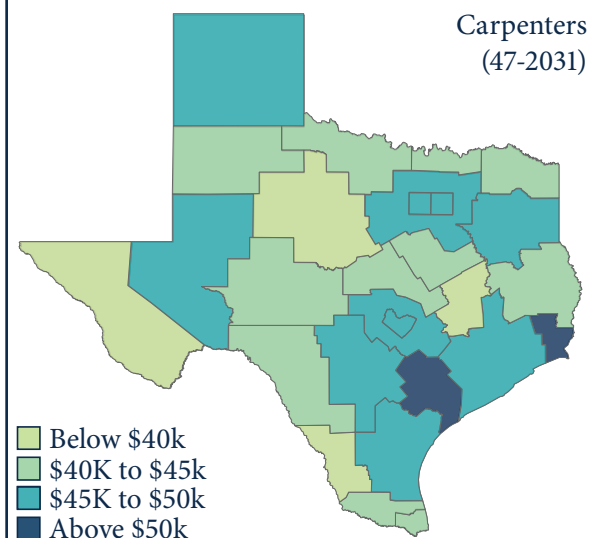 Carpenters
(47-2031)
Below $40k
$40K to $45k
$45K to $50k
Above $50k